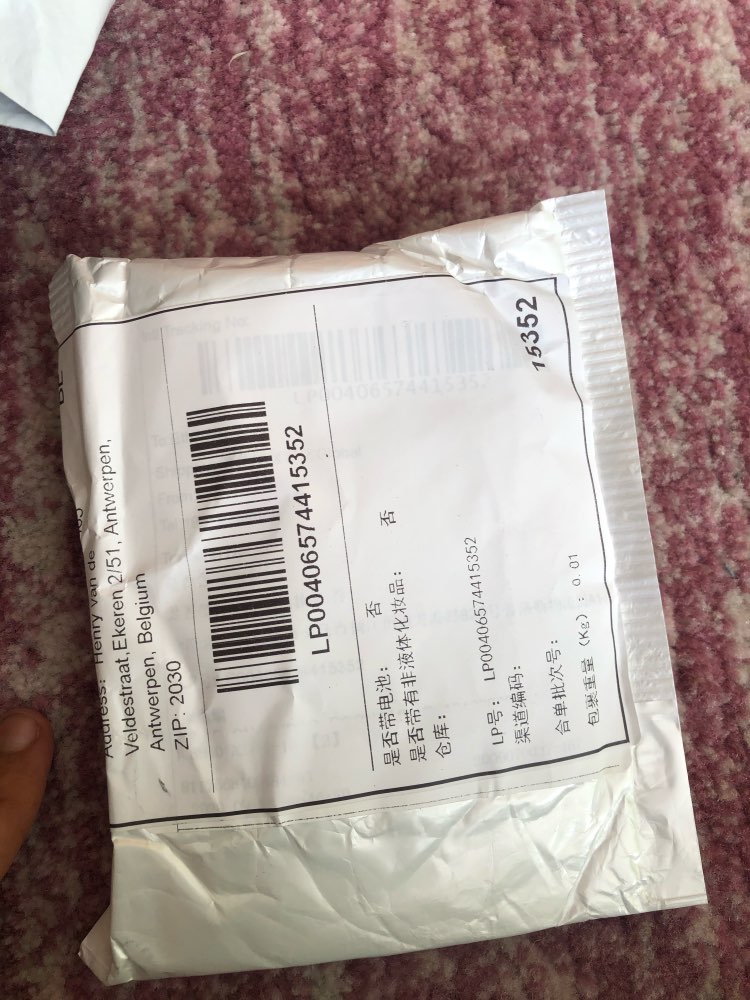 Address: Henry van de
Veldestraat,Ekeren 2/51, Antwerpen,
Antwerpen, Belgium
ZIP: 2030
LP00406574415352
是否带电池: 否
是否带有非液体化妆品: 否
仓库:
LP号: LP00406574415352
渠道编码:
合单批次号:
包裹重量 (Kg): 0.01
15352
Tracking No:
LP00406574415352